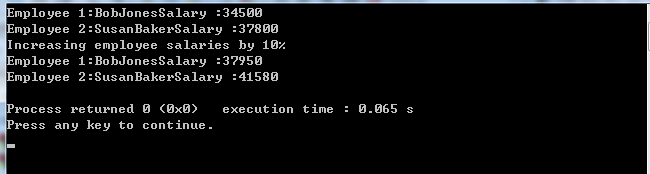 Employee 1:BobJonesSalary :34500
Employee 2:SusanBakerSalary :37800
Increasing employee salaries by 10%
Employee 1:BobJonesSalary :37950
Employee 2:SusanBakerSalary :41580
Process returned 0 (0x0)   execution time : 0.065 s
Press any key to continue.